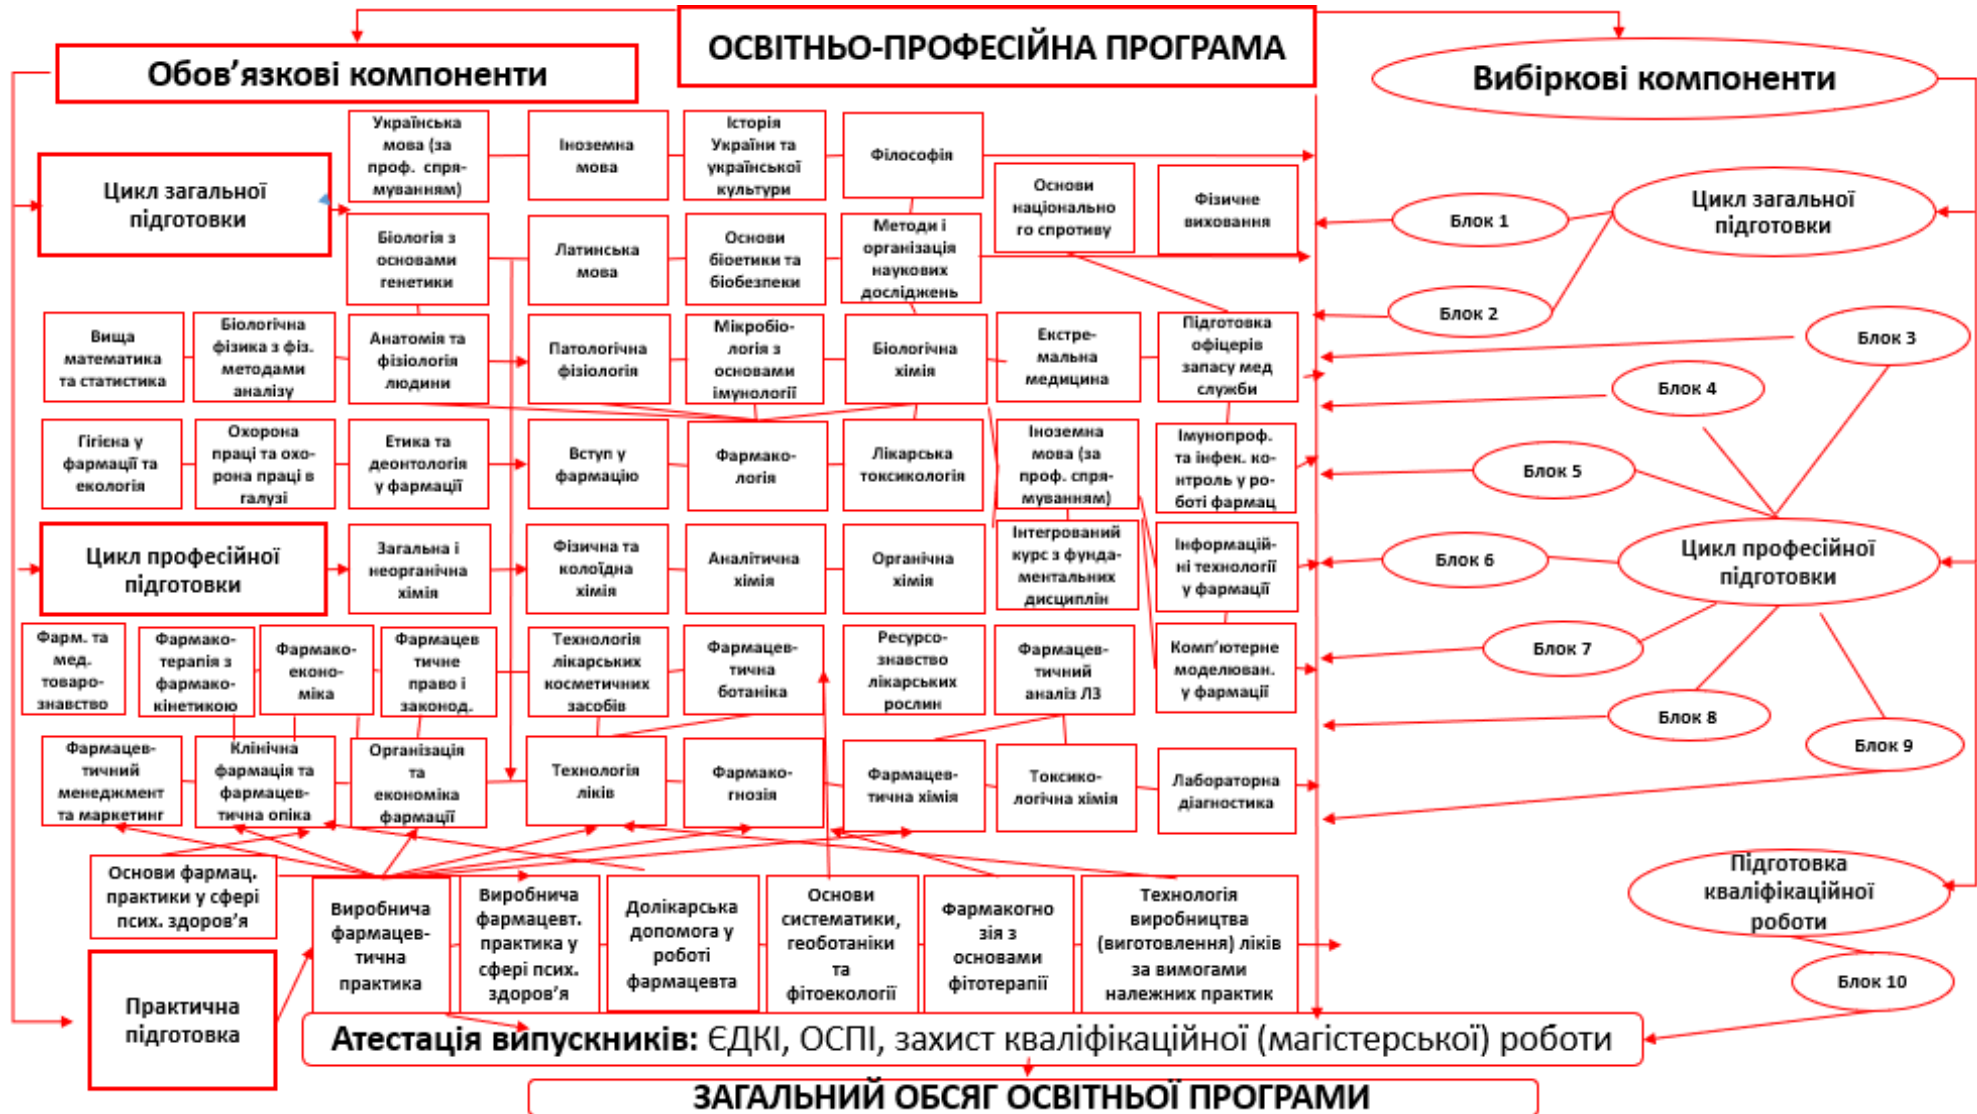 ОСВІТНЬО-ПРОФЕСІЙНА ПРОГРАМА
Обов’язкові компоненти
Вибіркові компоненти
Українська
мова (за
проф. спря-
муванням)
Іноземна
мова
Історія
України та
української
культури
Філософія
Цикл загальної
підготовки
Основи
національно
го спротиву
Фізичне
виховання
Блок 1
Цикл загальної
підготовки
Біологія з
основами
генетики
Латинська
мова
Основи
біоетики та
біобезпеки
Методи і
організація
наукових
досліджень
Блок 2
Вища
математика
та статистика
Біологічна
фізика з фіз.
методами
аналізу
Анатомія та
фізіологія
людини
Патологічна
фізіологія
Мікробіо-
логія з
основами
імунології
Біологічна
хімія
Екстре-
мальна
медицина
Підготовка
офіцерів
запасу мед
служби
Блок 3
Блок 4
Гігієна у
фармації та
екологія
Охорона
праці та охо-
рона праці в
галузі
Етика та
деонтологія
у фармації
Вступ у
фармацію
Фармако-
логія
Лікарська
токсикологія
Іноземна
мова (за
проф. спря-
муванням)
Імунопроф.
та інфек. ко-
нтроль у ро-
боті фармац
Блок 5
Цикл професійної
підготовки
Загальна і
неорганічна
хімія
Фізична та
колоїдна
хімія
Аналітична
хімія
Органічна
хімія
Інтегрований
курс з фунда-
ментальних
дисциплін
Інформацій-
ні технології
у фармації
Блок 6
Цикл професійної
підготовки
Фарм. та
мед.
товаро-
знавство
Фармако-
терапія з
фармако-
кінетикою
Фармако-
еконо-
міка
Фармацев
тичне
право і
законод.
Технологія
лікарських
косметичних
засобів
Фармацев-
тична
ботаніка
Ресурсо-
знавство
лікарських
рослин
Фармацев-
тичний
аналіз ЛЗ
Комп’ютерне
моделюван.
у фармації
Блок 7
Блок 8
Блок 9
Фармацев-
тичний
менеджмент
та маркетинг
Клінічна
фармація та
фармацев-
тична опіка
Організація
та
економіка
фармації
Технологія
ліків
Фармако-
гнозія
Фармацев-
тична хімія
Токсико-
логічна хімія
Лабораторна
діагностика
Основи фармац.
практики у сфері
псих. здоров’я
Виробнича
фармацев-
тична
практика
Виробнича
фармацевт.
практика у
сфері псих.
здоров’я
Долікарська
допомога у
роботі
фармацевта
Основи
систематики,
геоботаніки
та
фітоекології
Фармакогно
зія з
основами
фітотерапії
Технологія
виробництва
(виготовлення) ліків
за вимогами
належних практик
Підготовка
кваліфікаційної
роботи
Блок 10
Практична
підготовка
Атестація випускників: ЄДКІ, ОСПІ, захист кваліфікаційної (магістерської) роботи
ЗАГАЛЬНИЙ ОБСЯГ ОСВІТНЬОЇ ПРОГРАМИ